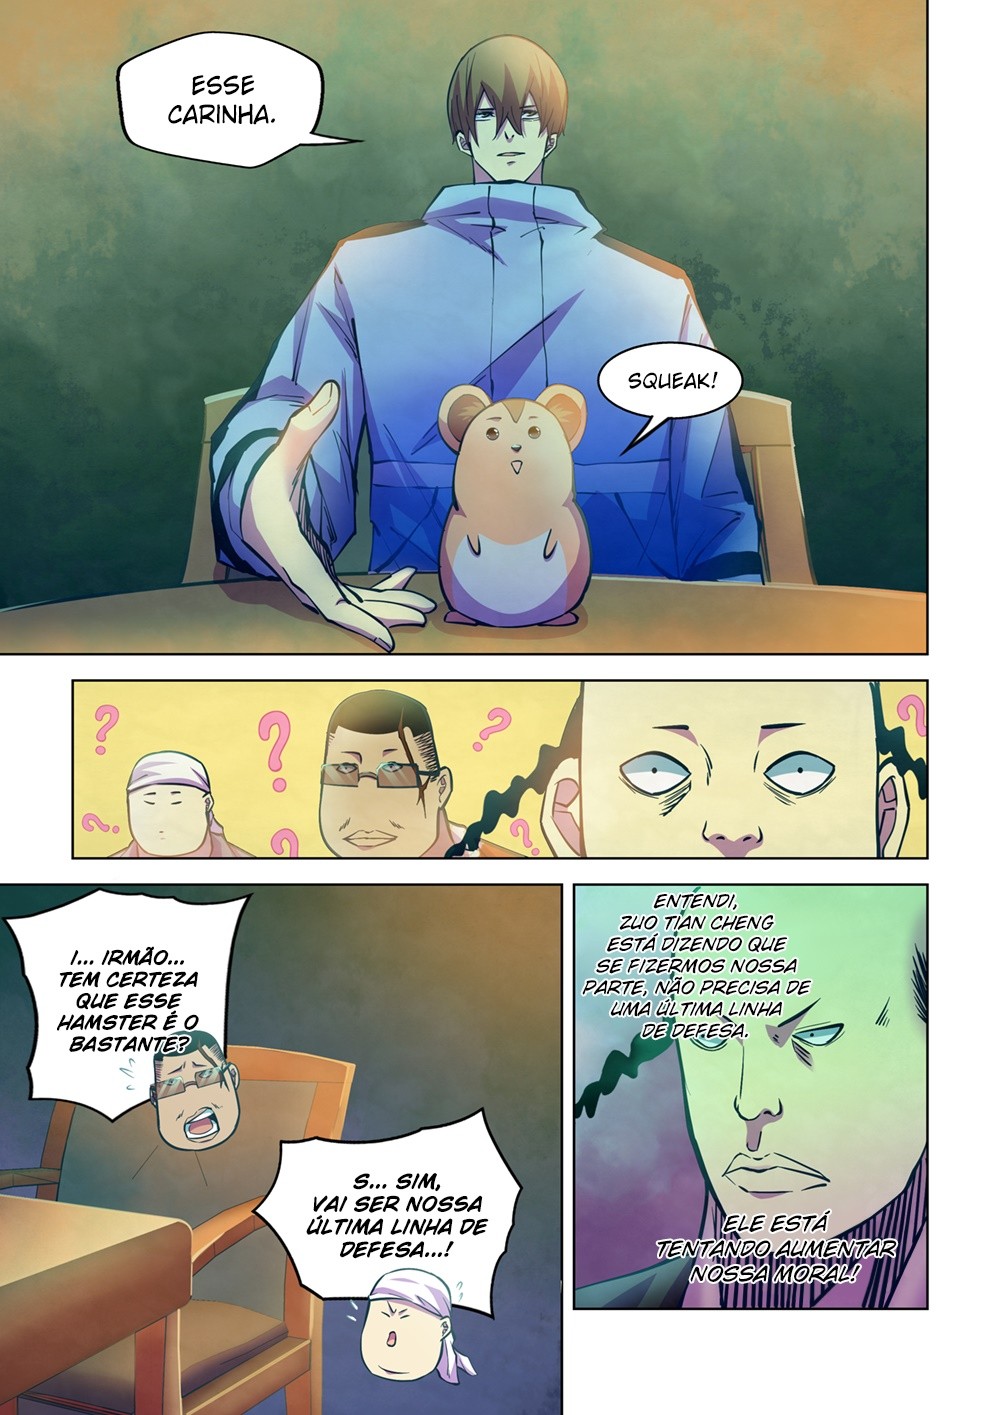 ESSE
CARINHA.
SQUEAK!
?
?
?
?
?
?
I... IRMÃO...
TEM CERTEZA
QUE ESSE
HAMSTER É O
BASTANTE?
S... SIM,
VAI SER NOSSA
ÚLTIMA LINHA DE
DEFESA...!
ENTENDI,
ZUO TIAN CHENG
ESTÁ DIZENDO QUE
SE FIZERMOS NOSSA
PARTE, NÃO PRECISA DE
UMA ÚLTIMA LINHA
DE DEFESA.
ELE ESTÁ
TENTANDO AUMENTAR
NOSSA MORAL!